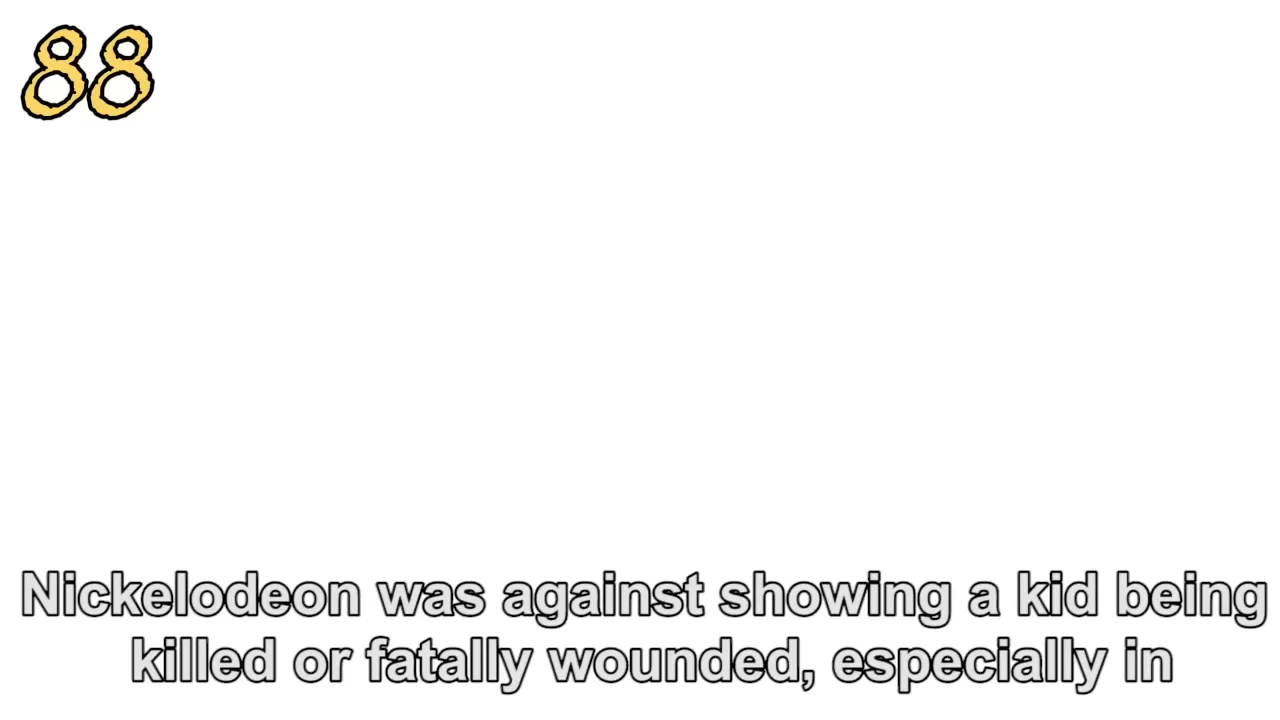 88
Nickelodeon was against showing a kid being
killed or fatally wounded, especially in